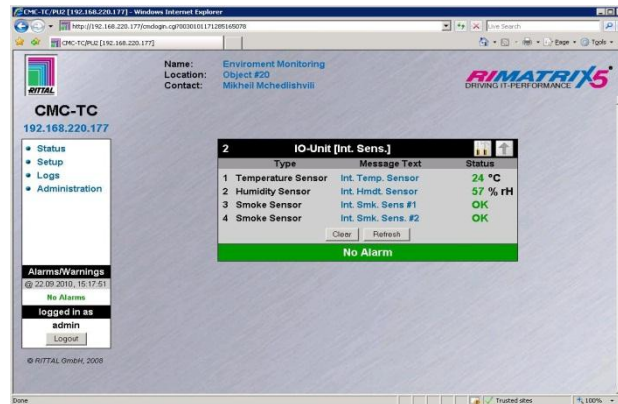 CMC-TC/PU2 [192.168.220.177] - Windows Internet Explorer
http://192.168.220.177/cmclogin.cgi?0030101171285165078
Live Search
CMC-TC/PU2 [192.168.220.177]
Page
Tools
RITTAL
Name: Enviroment Monitoring
Location: Object #20
Contact: Mikheil Mchedlishvili
RIMATRIX5
DRIVING IT-PERFORMANCE
CMC-TC
192.168.220.177
Status
Setup
Logs
Administration
2 IO-Unit [Int. Sens.]
Type Message Text Status
1 Temperature Sensor Int. Temp. Sensor 24 °C
2 Humidity Sensor Int. Hmdt. Sensor 57 % rH
3 Smoke Sensor Int. Smk. Sens #1 OK
4 Smoke Sensor Int. Smk. Sens. #2 OK
Clear Refresh
No Alarm
Alarms/Warnings
@ 22.09.2010, 15:17:51
No Alarms
logged in as
admin
Logout
© RITTAL GmbH, 2008
Done
Trusted sites
100%